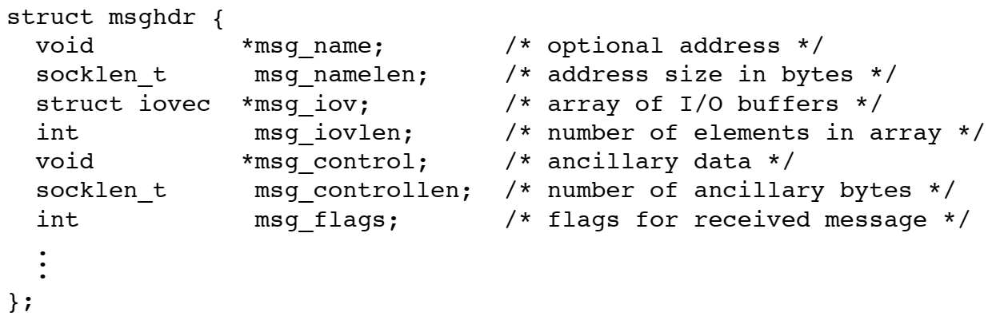 struct msghdr {
  void          *msg_name;        /* optional address */
  socklen_t      msg_namelen;     /* address size in bytes */
  struct iovec  *msg_iov;         /* array of I/O buffers */
  int            msg_iovlen;      /* number of elements in array */
  void          *msg_control;     /* ancillary data */
  socklen_t      msg_controllen;  /* number of ancillary bytes */
  int            msg_flags;       /* flags for received message */
  ⋮
};